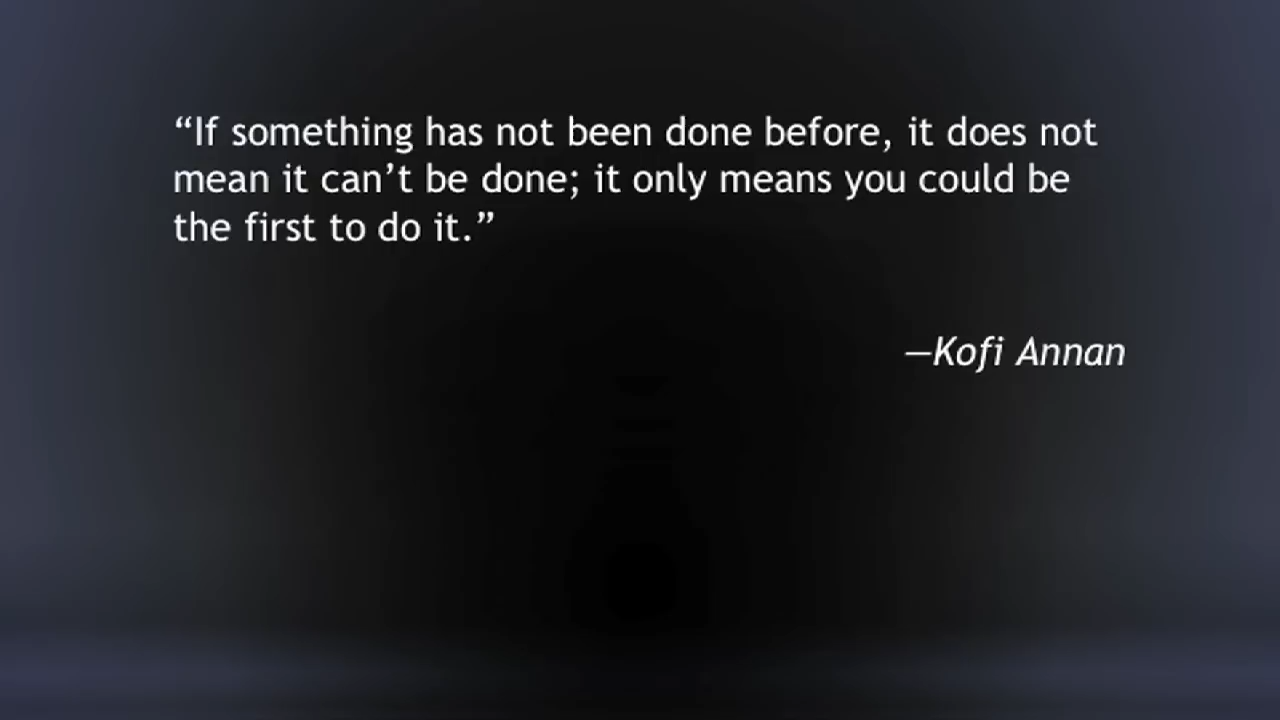 “If something has not been done before, it does not
mean it can’t be done; it only means you could be
the first to do it.”
—Kofi Annan